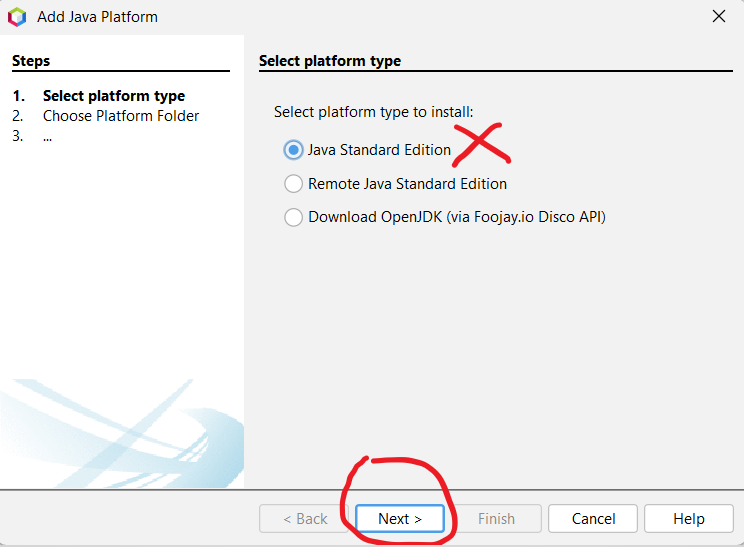 Add Java Platform
Steps
1. Select platform type
2. Choose Platform Folder
3. ...
Select platform type
Select platform type to install:
Java Standard Edition
Remote Java Standard Edition
Download OpenJDK (via Foojay.io Disco API)
< Back Next > Finish Cancel Help